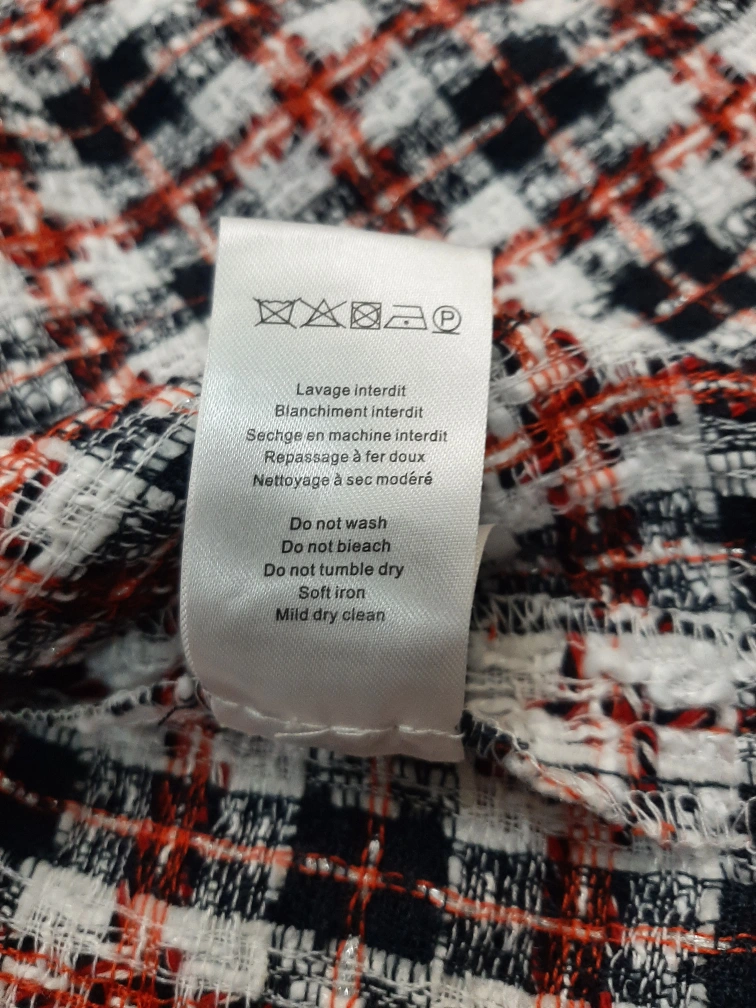 P
Lavage interdit
Blanchiment interdit
Sechge en machine interdit
Repassage à fer doux
Nettoyage à sec modéré
Do not wash
Do not bleach
Do not tumble dry
Soft iron
Mild dry clean